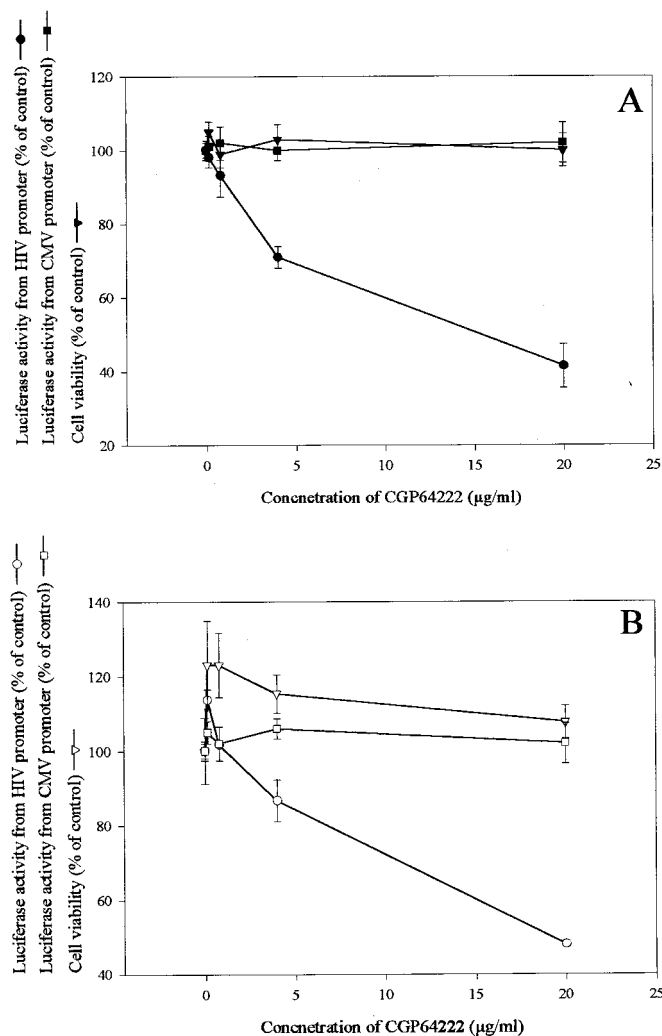 Luciferase activity from HIV promoter (% of control)
Luciferase activity from CMV promoter (% of control)
Cell viability (% of control)
A
120
100
80
60
40
20
0
5
10
15
20
25
Concnetration of CGP64222 (µg/ml)
Luciferase activity from HIV promoter (% of control)
Luciferase activity from CMV promoter (% of control)
Cell viability (% of control)
B
140
120
100
80
60
40
0
5
10
15
20
25
Concnetration of CGP64222 (µg/ml)